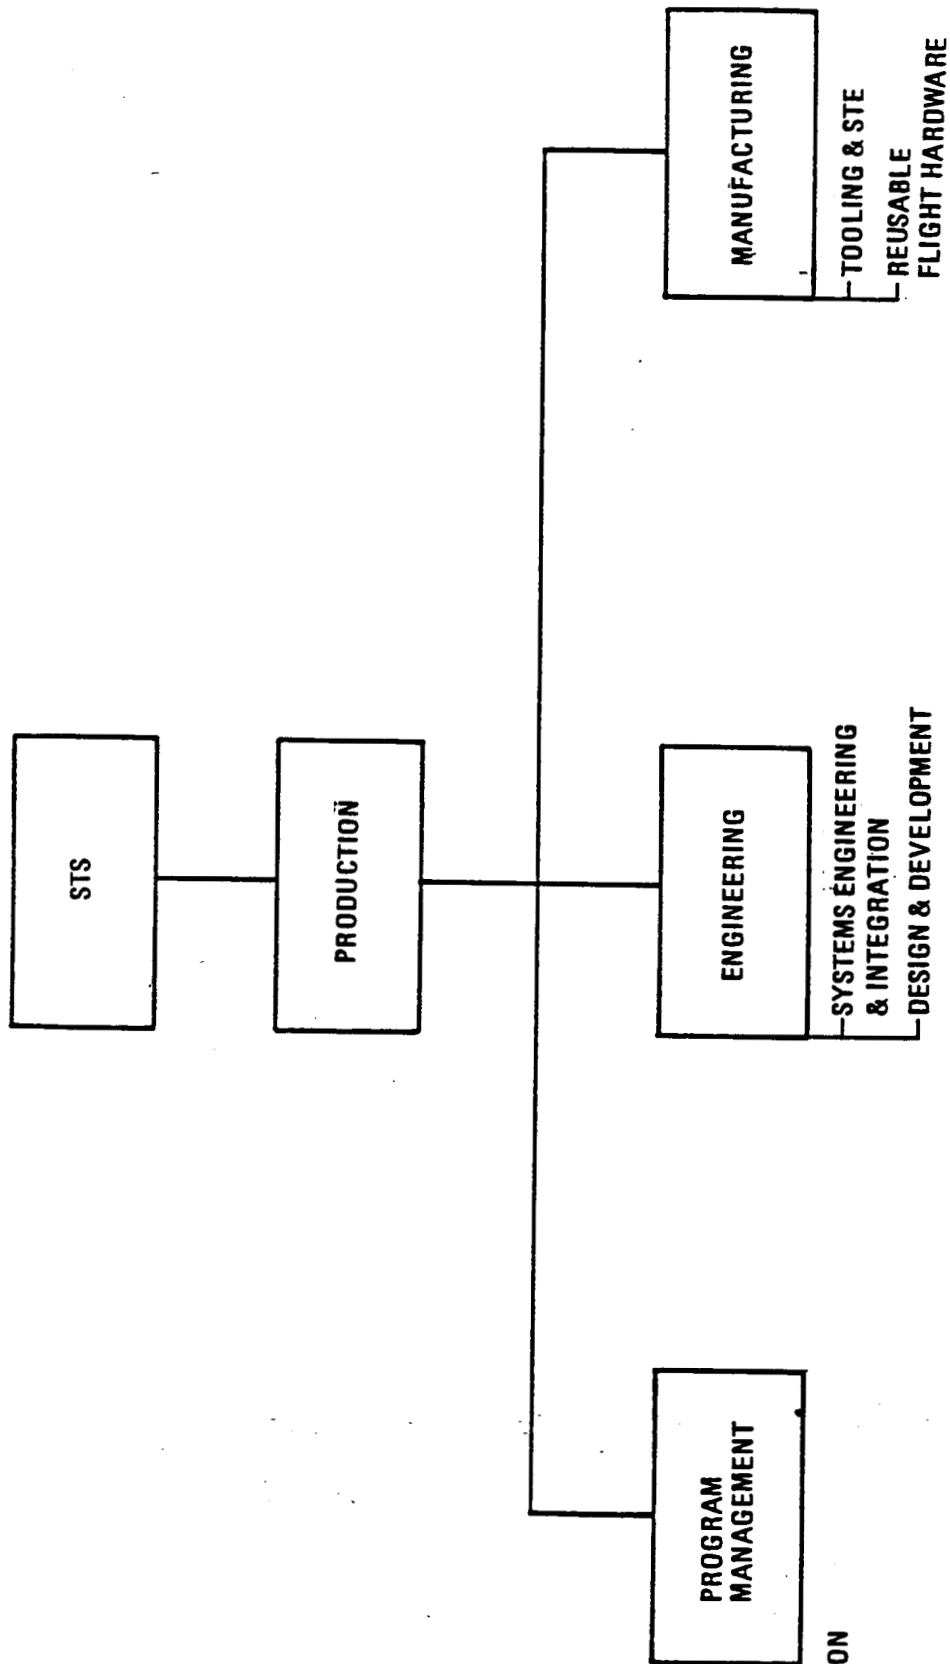 STS
PRODUCTION
PROGRAM
MANAGEMENT
ON
ENGINEERING
SYSTEMS ENGINEERING
& INTEGRATION
DESIGN & DEVELOPMENT
MANUFACTURING
TOOLING & STE
REUSABLE
FLIGHT HARDWARE